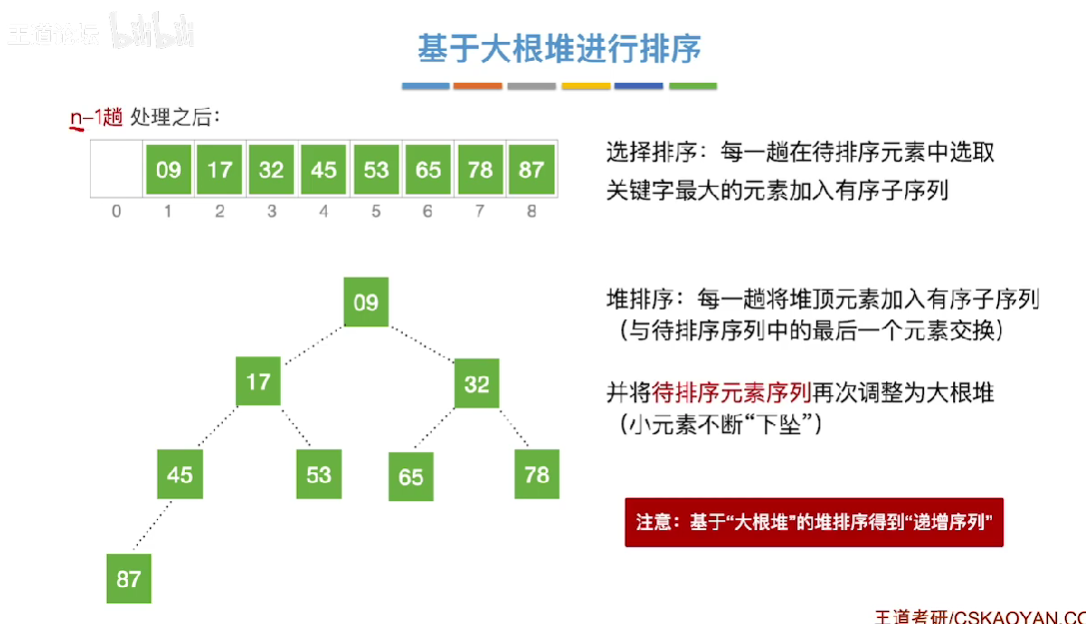 王道论坛 bilibili
基于大根堆进行排序
n-1趟 处理之后：
09 17 32 45 53 65 78 87
0 1 2 3 4 5 6 7 8
选择排序：每一趟在待排序元素中选取
关键字最大的元素加入有序子序列
09
17 32
45 53 65 78
87
堆排序：每一趟将堆顶元素加入有序子序列
（与待排序序列中的最后一个元素交换）
并将待排序元素序列再次调整为大根堆
（小元素不断“下坠”）
注意：基于“大根堆”的堆排序得到“递增序列”
王道考研/CSKAOYAN.CO